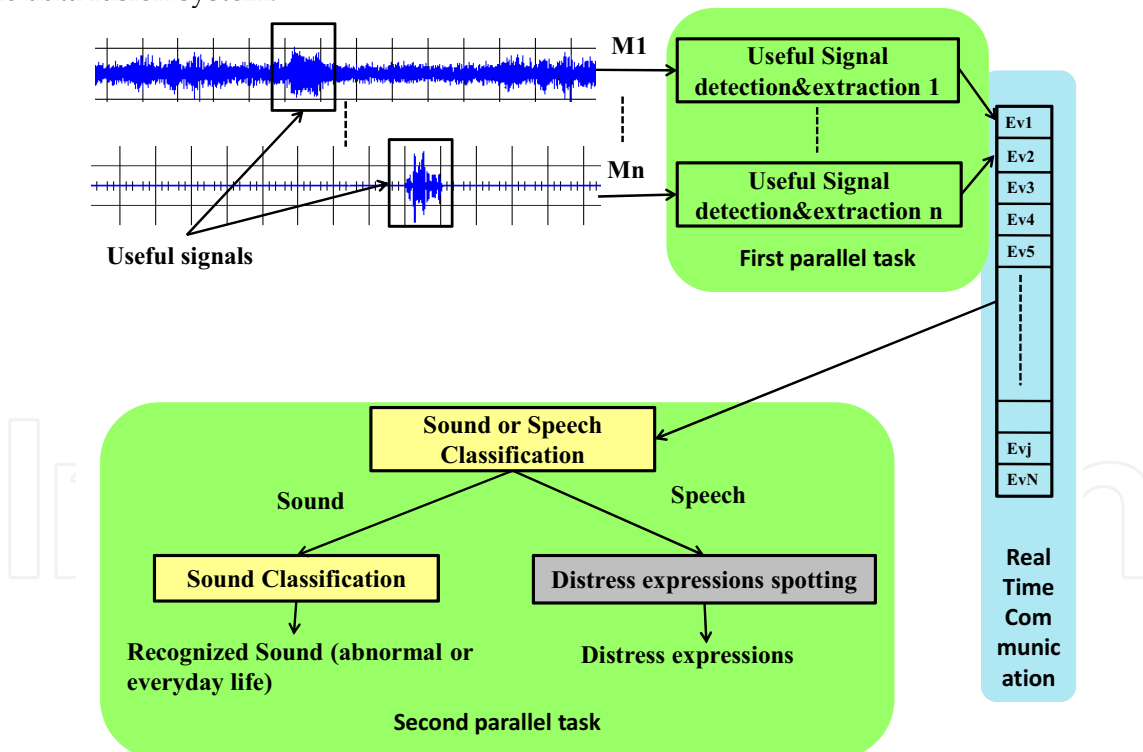 M1
Useful Signal
detection&extraction 1
Mn
Useful Signal
detection&extraction n
Useful signals
First parallel task
Ev1
Ev2
Ev3
Ev4
Ev5
Evj
EvN
Real
Time
Com
munic
ation
Sound or Speech
Classification
Sound
Speech
Sound Classification
Distress expressions spotting
Recognized Sound (abnormal or
everyday life)
Distress expressions
Second parallel task